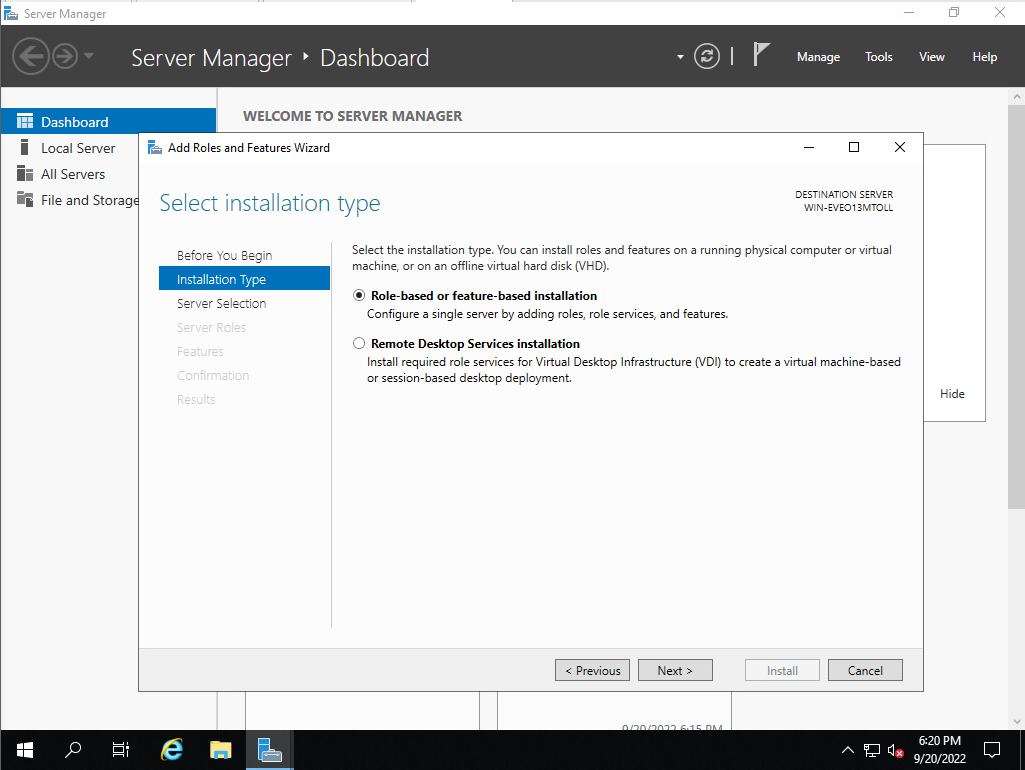 Server Manager
Server Manager ‣ Dashboard
Manage Tools View Help
Dashboard
Local Server
All Servers
File and Storage
WELCOME TO SERVER MANAGER
Add Roles and Features Wizard
Select installation type
DESTINATION SERVER
WIN-EVEO13MTOLL
Before You Begin
Installation Type
Server Selection
Server Roles
Features
Confirmation
Results
Select the installation type. You can install roles and features on a running physical computer or virtual
machine, or on an offline virtual hard disk (VHD).
Role-based or feature-based installation
Configure a single server by adding roles, role services, and features.
Remote Desktop Services installation
Install required role services for Virtual Desktop Infrastructure (VDI) to create a virtual machine-based
or session-based desktop deployment.
Hide
< Previous Next > Install Cancel
9/20/2022 6:15 PM
6:20 PM
9/20/2022